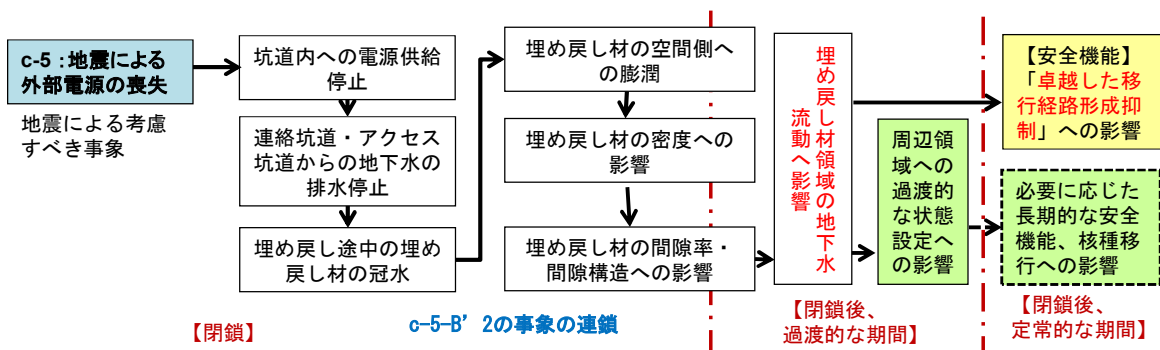 c-5：地震による
外部電源の喪失
地震による考慮
すべき事象
坑道内への電源供給
停止
連絡坑道・アクセス
坑道からの地下水の
排水停止
埋め戻し途中の埋め
戻し材の冠水
埋め戻し材の空間側へ
の膨潤
埋め戻し材の密度への
影響
埋め戻し材の間隙率・
間隙構造への影響
埋め戻し材領域の地下水
流動へ影響
周辺領
域への
過渡的
な状態
設定へ
の影響
【安全機能】
「卓越した移
行経路形成抑
制」への影響
必要に応じた
長期的な安全
機能、核種移
行への影響
【閉鎖】
c-5-B’2の事象の連鎖
【閉鎖後、
過渡的な期間】
【閉鎖後、
定常的な期間】